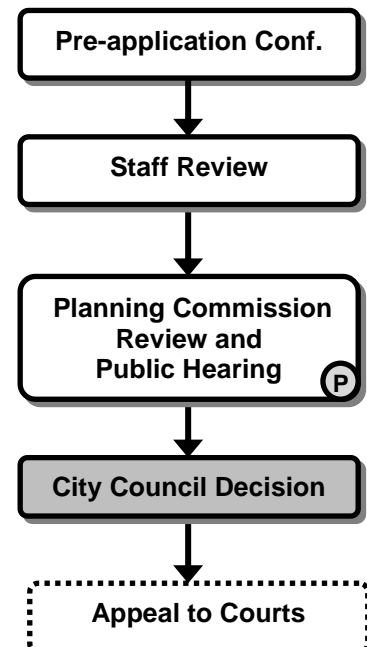 Pre-application Conf.
Staff Review
Planning Commission
Review and
Public Hearing
P
City Council Decision
Appeal to Courts